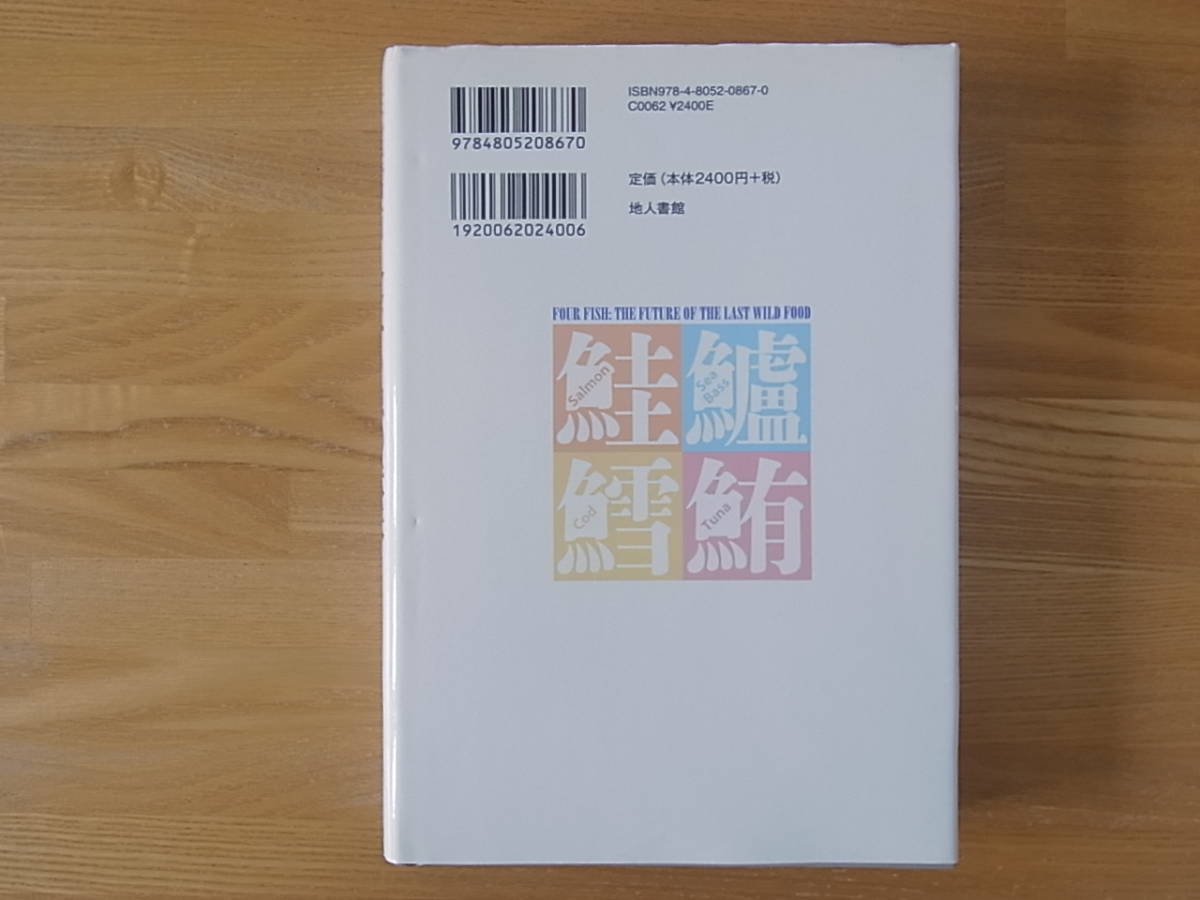 ISBN978-4-8052-0867-0
C0062 ¥2400E
9784805208670
定価（本体2400円＋税）
地人書館
1920062024006
FOUR FISH: THE FUTURE OF THE LAST WILD FOOD
鮭 Salmon
鱸 Sea Bass
鱈 Cod
鮪 Tuna